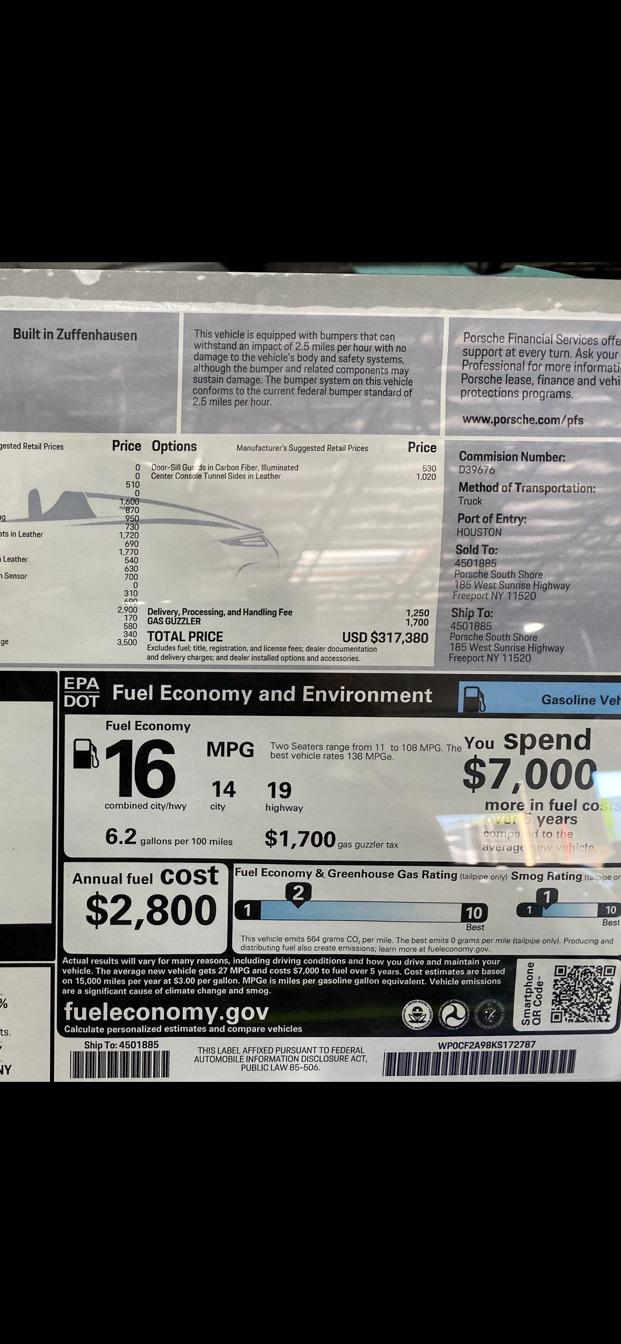 Built in Zuffenhausen
This vehicle is equipped with bumpers that can
withstand an impact of 2.5 miles per hour with no
damage to the vehicle's body and safety systems,
although the bumper and related components may
sustain damage. The bumper system on this vehicle
conforms to the current federal bumper standard of
2.5 miles per hour.
Porsche Financial Services offe
support at every turn. Ask your
Professional for more informati
Porsche lease, finance and vehi
protections programs.
www.porsche.com/pfs
gested Retail Prices Price
0
0
510
0
1,600
870
g 950
730
ats in Leather 1,720
690
1,770
Leather 540
630
n Sensor 700
0
310
690
2,900
170
580
ge 340
3,500
Options Manufacturer's Suggested Retail Prices Price
Door-Sill Guards in Carbon Fiber, Illuminated 530
Center Console Tunnel Sides in Leather 1,020
Delivery, Processing, and Handling Fee 1,250
GAS GUZZLER 1,700
TOTAL PRICE USD $317,380
Excludes fuel; title, registration, and license fees; dealer documentation
and delivery charges; and dealer installed options and accessories.
Commision Number:
D39676
Method of Transportation:
Truck
Port of Entry:
HOUSTON
Sold To:
4501885
Porsche South Shore
185 West Sunrise Highway
Freeport NY 11520
Ship To:
4501885
Porsche South Shore
185 West Sunrise Highway
Freeport NY 11520
EPA
DOT
Fuel Economy and Environment
Gasoline Veh
Fuel Economy
16 MPG
combined city/hwy
14
city
19
highway
Two Seaters range from 11 to 108 MPG. The
best vehicle rates 136 MPGe.
6.2 gallons per 100 miles
$1,700 gas guzzler tax
You spend
$7,000
more in fuel costs
over 5 years
compared to the
average new vehicle.
Annual fuel cost
$2,800
Fuel Economy & Greenhouse Gas Rating (tailpipe only)
2
1
10
Best
Smog Rating (tailpipe on
1
1
10
Best
This vehicle emits 564 grams CO₂ per mile. The best emits 0 grams per mile (tailpipe only). Producing and
distributing fuel also create emissions; learn more at fueleconomy.gov.
Actual results will vary for many reasons, including driving conditions and how you drive and maintain your
vehicle. The average new vehicle gets 27 MPG and costs $7,000 to fuel over 5 years. Cost estimates are based
on 15,000 miles per year at $3.00 per gallon. MPGe is miles per gasoline gallon equivalent. Vehicle emissions
are a significant cause of climate change and smog.
fueleconomy.gov
Calculate personalized estimates and compare vehicles
Smartphone
QR Code™
%
ts.
NY
Ship To: 4501885
THIS LABEL AFFIXED PURSUANT TO FEDERAL
AUTOMOBILE INFORMATION DISCLOSURE ACT,
PUBLIC LAW 85-506.
WP0CF2A98KS172787